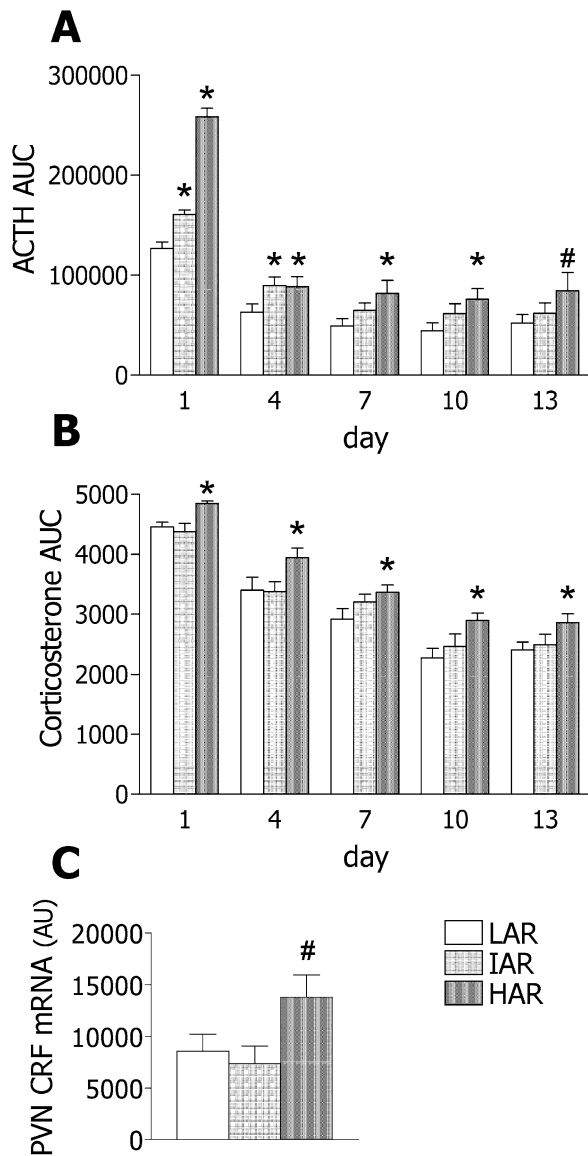 A
300000
200000
100000
0
ACTH AUC
* *
* *
*
*
#
1 4 7 10 13
day
B
5000
4000
3000
2000
1000
0
Corticosterone AUC
*
*
*
*
*
1 4 7 10 13
day
C
20000
15000
10000
5000
0
PVN CRF mRNA (AU)
#
LAR
IAR
HAR